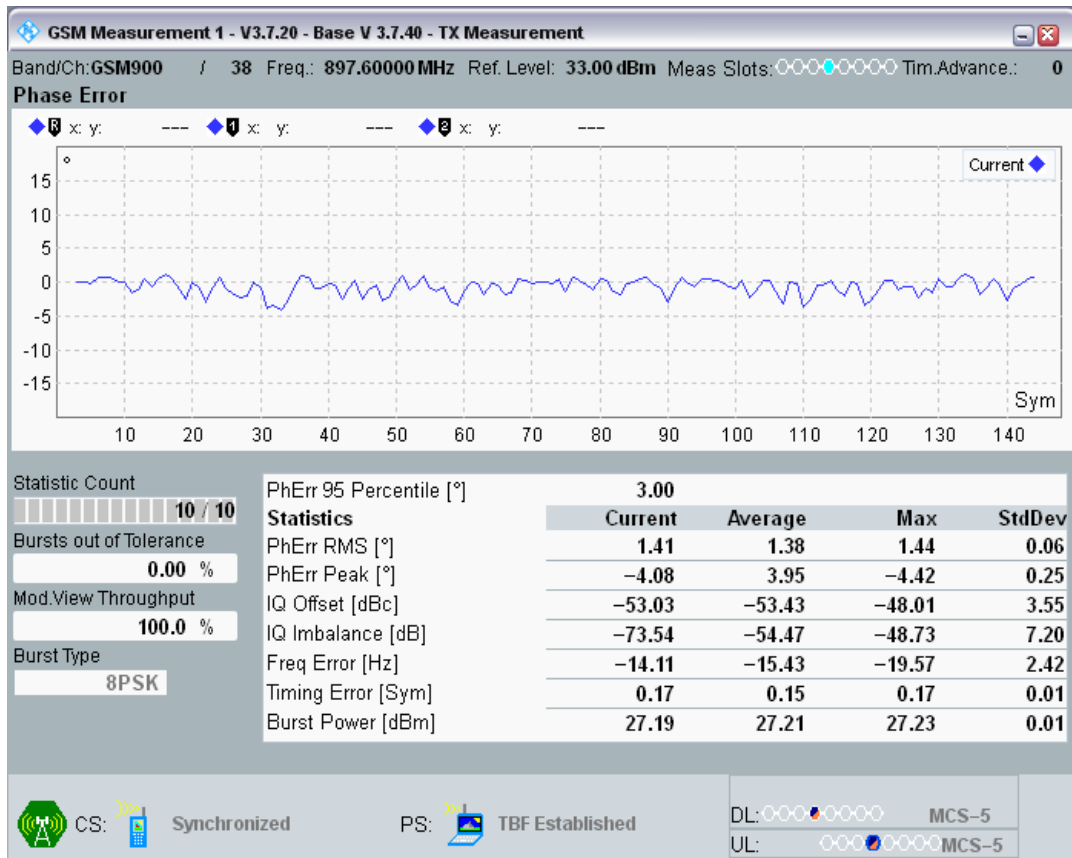 GSM Measurement 1 - V3.7.20 - Base V 3.7.40 - TX Measurement
Band/Ch:GSM900 / 38 Freq.: 897.60000 MHz Ref. Level: 33.00 dBm Meas Slots: Tim.Advance.: 0
Phase Error
R x: y: --- 1 x: y: --- 2 x: y: ---
° Current
15
10
5
0
-5
-10
-15
Sym
10 20 30 40 50 60 70 80 90 100 110 120 130 140
Statistic Count
10 / 10
Bursts out of Tolerance
0.00 %
Mod.View Throughput
100.0 %
Burst Type
8PSK
PhErr 95 Percentile [°] 3.00
Statistics Current Average Max StdDev
PhErr RMS [°] 1.41 1.38 1.44 0.06
PhErr Peak [°] −4.08 3.95 −4.42 0.25
IQ Offset [dBc] −53.03 −53.43 −48.01 3.55
IQ Imbalance [dB] −73.54 −54.47 −48.73 7.20
Freq Error [Hz] −14.11 −15.43 −19.57 2.42
Timing Error [Sym] 0.17 0.15 0.17 0.01
Burst Power [dBm] 27.19 27.21 27.23 0.01
CS: Synchronized PS: TBF Established
DL: MCS−5
UL: MCS−5